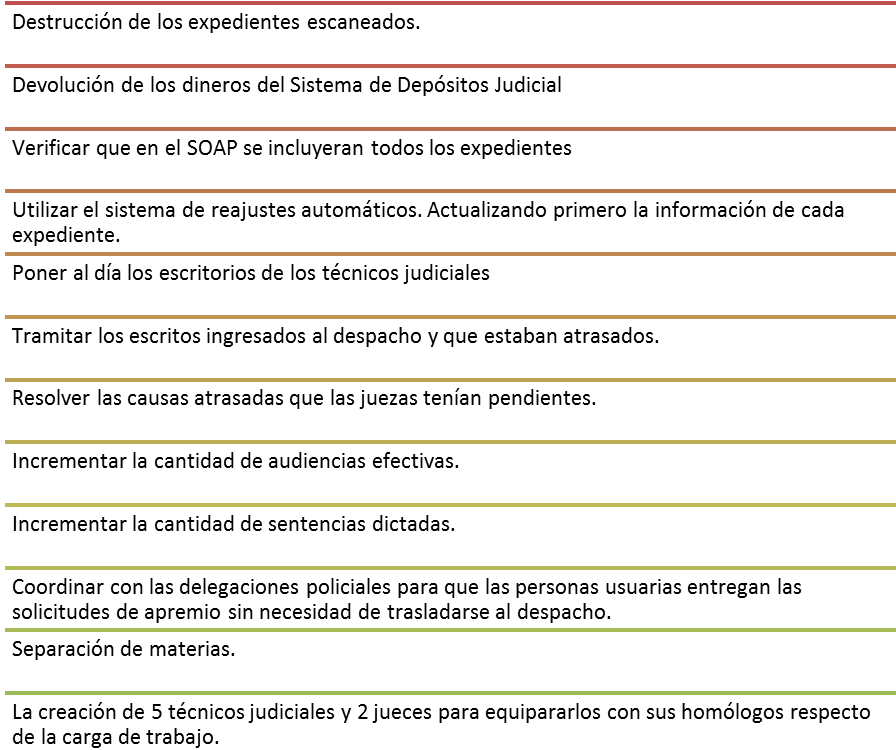 Destrucción de los expedientes escaneados.
Devolución de los dineros del Sistema de Depósitos Judicial
Verificar que en el SOAP se incluyeran todos los expedientes
Utilizar el sistema de reajustes automáticos. Actualizando primero la información de cada
expediente.
Poner al día los escritorios de los técnicos judiciales
Tramitar los escritos ingresados al despacho y que estaban atrasados.
Resolver las causas atrasadas que las juezas tenían pendientes.
Incrementar la cantidad de audiencias efectivas.
Incrementar la cantidad de sentencias dictadas.
Coordinar con las delegaciones policiales para que las personas usuarias entregan las
solicitudes de apremio sin necesidad de trasladarse al despacho.
Separación de materias.
La creación de 5 técnicos judiciales y 2 jueces para equipararlos con sus homólogos respecto
de la carga de trabajo.